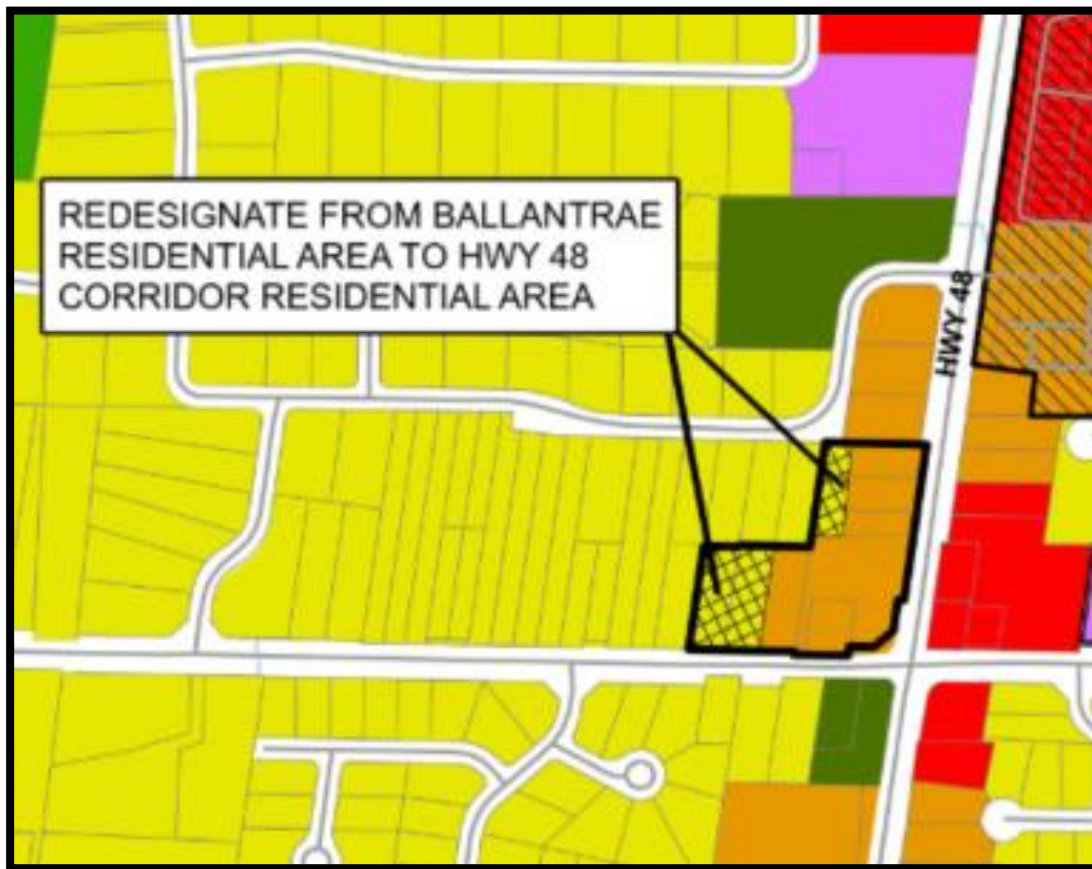 REDESIGNATE FROM BALLANTRAE
RESIDENTIAL AREA TO HWY 48
CORRIDOR RESIDENTIAL AREA
HWY 48